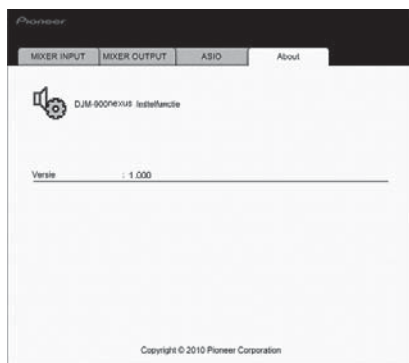 Pioneer
MIXER INPUT MIXER OUTPUT ASIO About
DJM-900nexus Instelfunctie
Versie : 1.000
Copyright © 2010 Pioneer Corporation